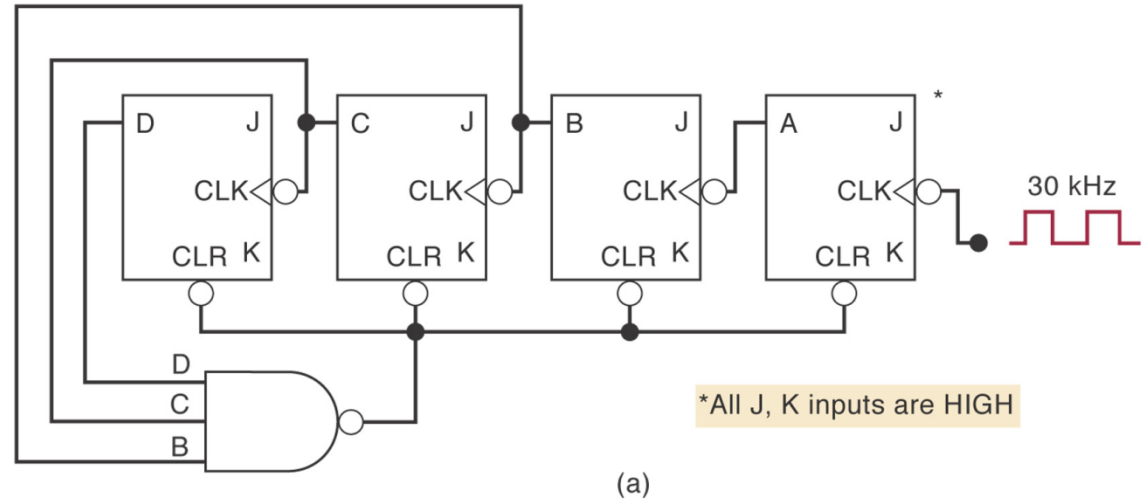 *
D J
C J
B J
A J
CLK
CLK
CLK
CLK
30 kHz
CLR K
CLR K
CLR K
CLR K
D
C
B
*All J, K inputs are HIGH
(a)